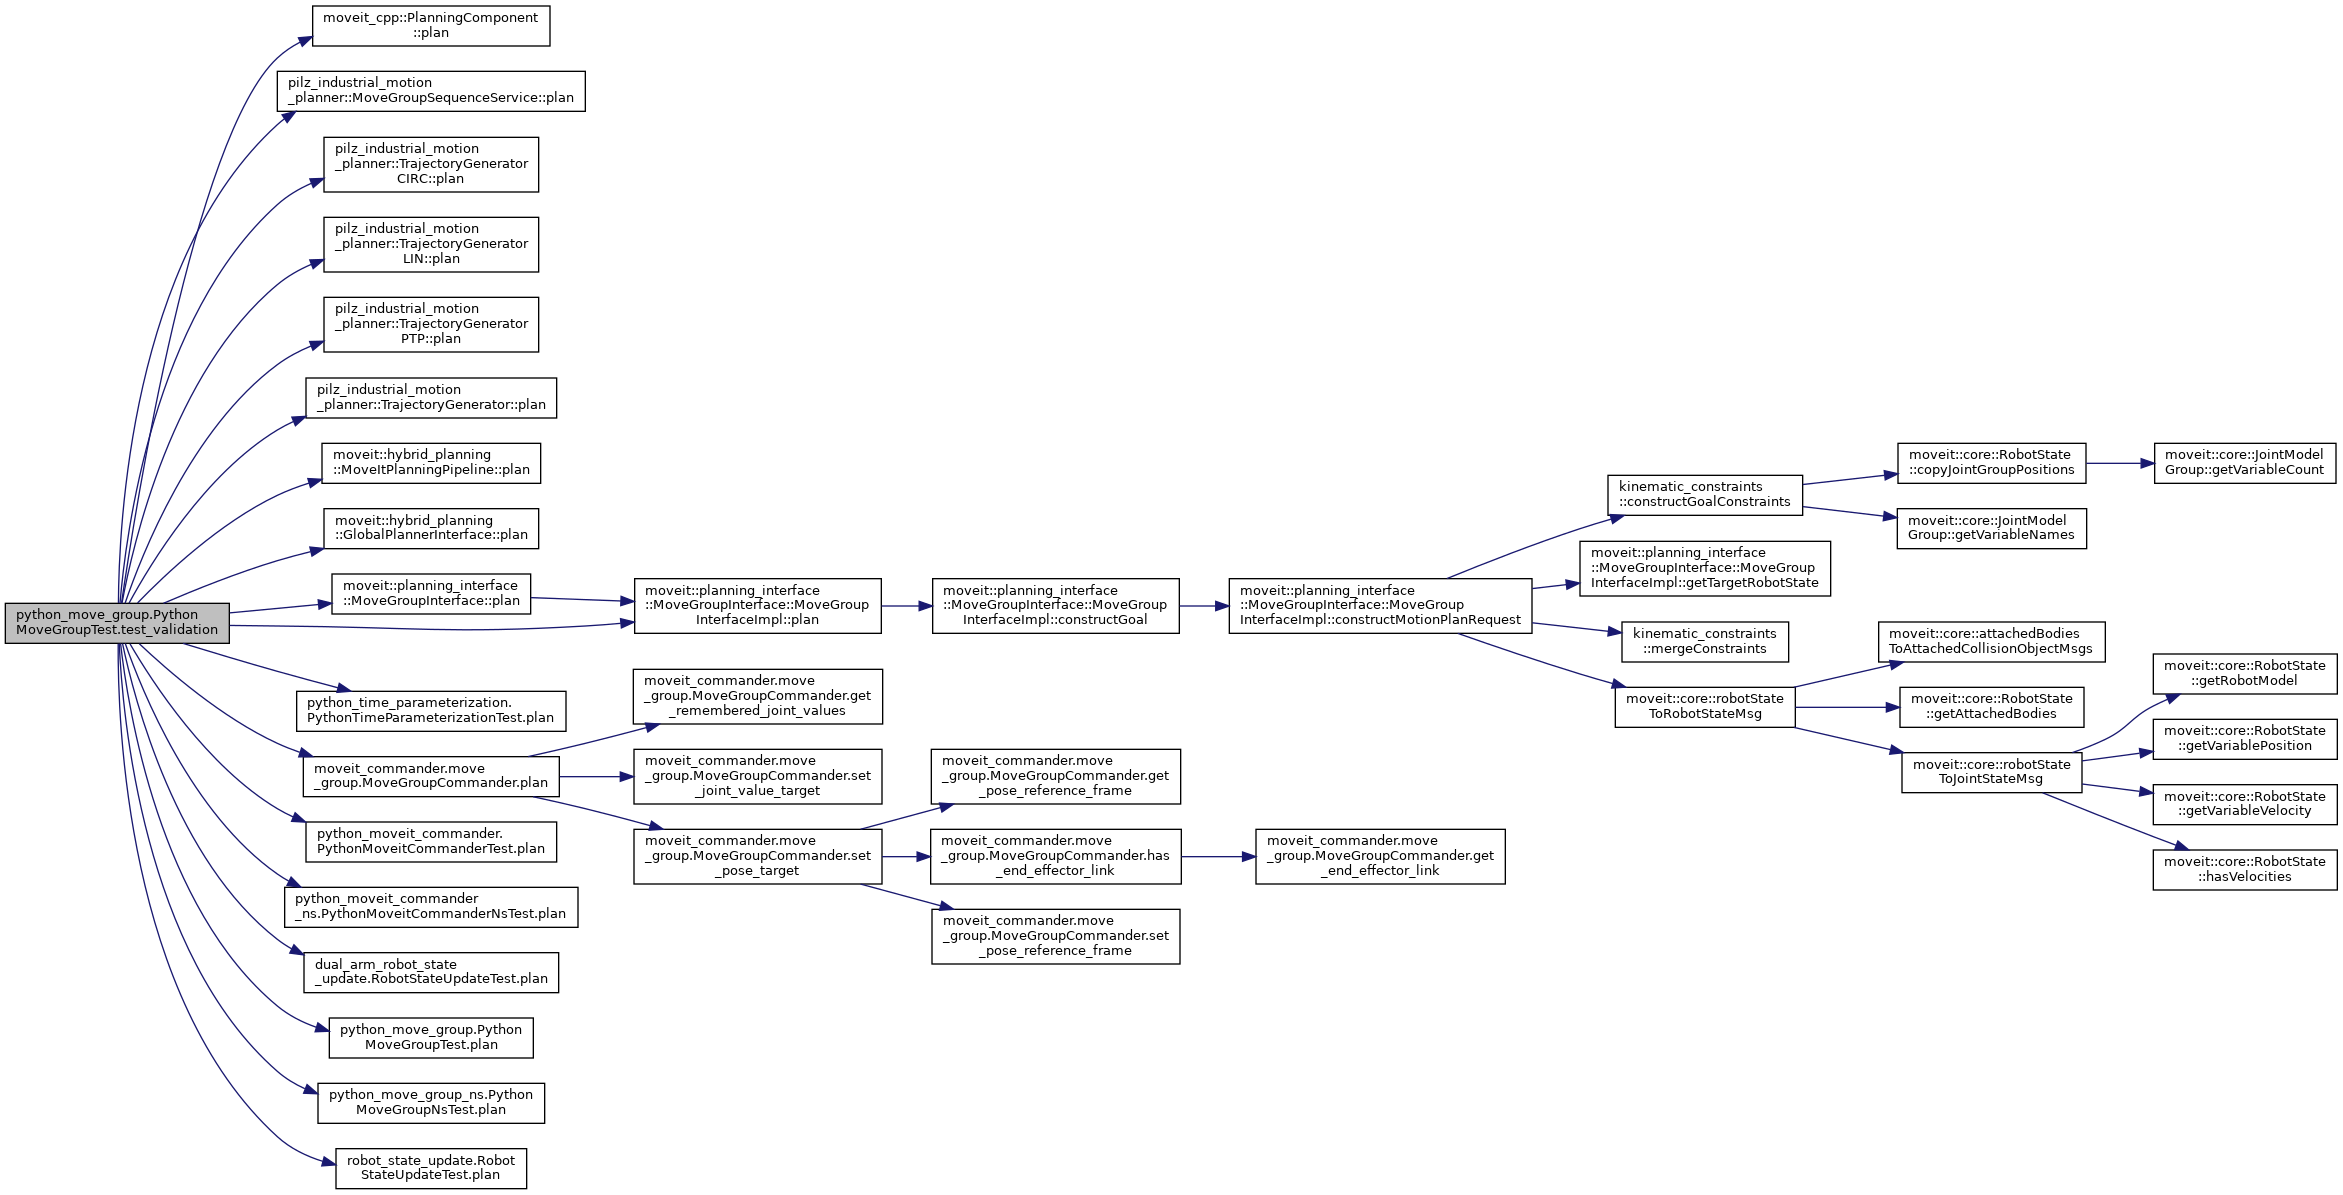 moveit_cpp::PlanningComponent
::plan
pilz_industrial_motion
_planner::MoveGroupSequenceService::plan
pilz_industrial_motion
_planner::TrajectoryGenerator
CIRC::plan
pilz_industrial_motion
_planner::TrajectoryGenerator
LIN::plan
pilz_industrial_motion
_planner::TrajectoryGenerator
PTP::plan
pilz_industrial_motion
_planner::TrajectoryGenerator::plan
moveit::hybrid_planning
::MoveItPlanningPipeline::plan
moveit::hybrid_planning
::GlobalPlannerInterface::plan
moveit::planning_interface
::MoveGroupInterface::plan
python_move_group.Python
MoveGroupTest.test_validation
python_time_parameterization.
PythonTimeParameterizationTest.plan
moveit_commander.move
_group.MoveGroupCommander.plan
python_moveit_commander.
PythonMoveitCommanderTest.plan
python_moveit_commander
_ns.PythonMoveitCommanderNsTest.plan
dual_arm_robot_state
_update.RobotStateUpdateTest.plan
python_move_group.Python
MoveGroupTest.plan
python_move_group_ns.Python
MoveGroupNsTest.plan
robot_state_update.Robot
StateUpdateTest.plan
moveit::planning_interface
::MoveGroupInterface::MoveGroup
InterfaceImpl::plan
moveit_commander.move
_group.MoveGroupCommander.get
_remembered_joint_values
moveit_commander.move
_group.MoveGroupCommander.set
_joint_value_target
moveit_commander.move
_group.MoveGroupCommander.set
_pose_target
moveit::planning_interface
::MoveGroupInterface::MoveGroup
InterfaceImpl::constructGoal
moveit_commander.move
_group.MoveGroupCommander.get
_pose_reference_frame
moveit_commander.move
_group.MoveGroupCommander.has
_end_effector_link
moveit_commander.move
_group.MoveGroupCommander.set
_pose_reference_frame
moveit::planning_interface
::MoveGroupInterface::MoveGroup
InterfaceImpl::constructMotionPlanRequest
moveit_commander.move
_group.MoveGroupCommander.get
_end_effector_link
kinematic_constraints
::constructGoalConstraints
moveit::planning_interface
::MoveGroupInterface::MoveGroup
InterfaceImpl::getTargetRobotState
kinematic_constraints
::mergeConstraints
moveit::core::robotState
ToRobotStateMsg
moveit::core::RobotState
::copyJointGroupPositions
moveit::core::JointModel
Group::getVariableNames
moveit::core::attachedBodies
ToAttachedCollisionObjectMsgs
moveit::core::RobotState
::getAttachedBodies
moveit::core::robotState
ToJointStateMsg
moveit::core::JointModel
Group::getVariableCount
moveit::core::RobotState
::getRobotModel
moveit::core::RobotState
::getVariablePosition
moveit::core::RobotState
::getVariableVelocity
moveit::core::RobotState
::hasVelocities